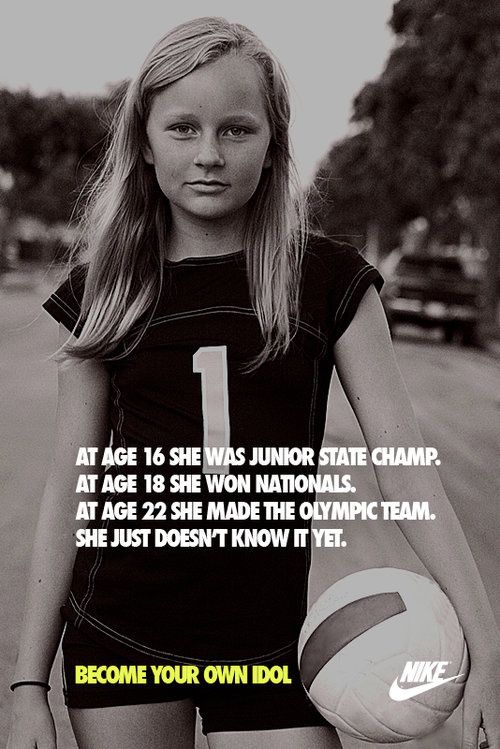 1
AT AGE 16 SHE WAS JUNIOR STATE CHAMP.
AT AGE 18 SHE WON NATIONALS.
AT AGE 22 SHE MADE THE OLYMPIC TEAM.
SHE JUST DOESN'T KNOW IT YET.
BECOME YOUR OWN IDOL
NIKE